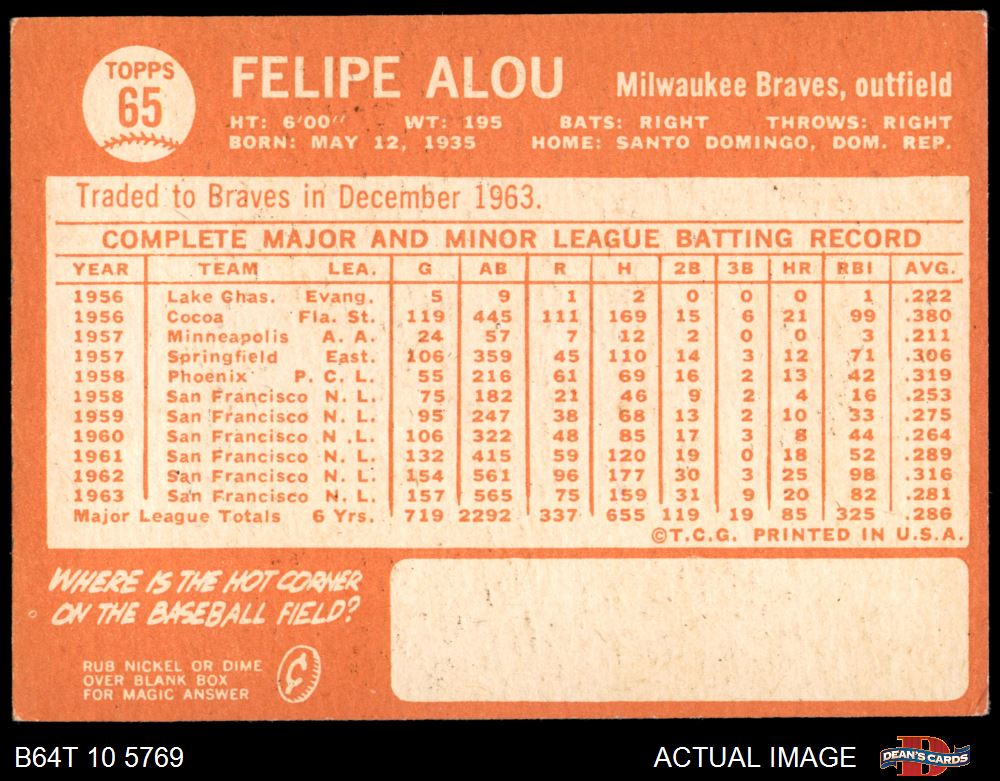 TOPPS
65
FELIPE ALOU
Milwaukee Braves, outfield
HT: 6'00" WT: 195 BATS: RIGHT THROWS: RIGHT
BORN: MAY 12, 1935 HOME: SANTO DOMINGO, DOM. REP.
Traded to Braves in December 1963.
COMPLETE MAJOR AND MINOR LEAGUE BATTING RECORD
YEAR TEAM LEA. G AB R H 2B 3B HR RBI AVG.
1956 Lake Chas. Evang. 5 9 1 2 0 0 0 1 .222
1956 Cocoa Fla. St. 119 445 111 169 15 6 21 99 .380
1957 Minneapolis A. A. 24 57 7 12 2 0 0 3 .211
1957 Springfield East. 106 359 45 110 14 3 12 71 .306
1958 Phoenix P. C. L. 55 216 61 69 16 2 13 42 .319
1958 San Francisco N. L. 75 182 21 46 9 2 4 16 .253
1959 San Francisco N. L. 95 247 38 68 13 2 10 33 .275
1960 San Francisco N .L. 106 322 48 85 17 3 8 44 .264
1961 San Francisco N. L. 132 415 59 120 19 0 18 52 .289
1962 San Francisco N. L. 154 561 96 177 30 3 25 98 .316
1963 San Francisco N. L. 157 565 75 159 31 9 20 82 .281
Major League Totals 6 Yrs. 719 2292 337 655 119 19 85 325 .286
©T.C.G. PRINTED IN U.S.A.
WHERE IS THE HOT CORNER
ON THE BASEBALL FIELD?
RUB NICKEL OR DIME
OVER BLANK BOX
FOR MAGIC ANSWER
¢
B64T 10 5769
ACTUAL IMAGE
DEAN'S CARDS